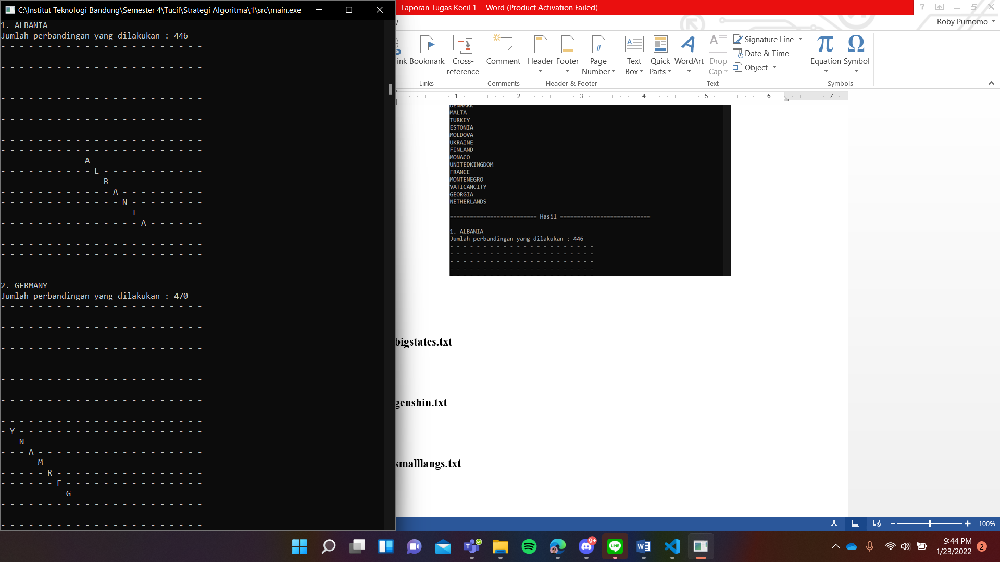 C:\Institut Teknologi Bandung\Semester 4\Tucil\Strategi Algoritma\1\src\main.exe
1. ALBANIA
Jumlah perbandingan yang dilakukan : 446
- - - - - - - - - - - - - - - - - - - - - -
- - - - - - - - - - - - - - - - - - - - - -
- - - - - - - - - - - - - - - - - - - - - -
- - - - - - - - - - - - - - - - - - - - - -
- - - - - - - - - - - - - - - - - - - - - -
- - - - - - - - - - - - - - - - - - - - - -
- - - - - - - - - - - - - - - - - - - - - -
- - - - - - - - - - - - - - - - - - - - - -
- - - - - - - - - - - - - - - - - - - - - -
- - - - - - - - - - - - - - - - - - - - - -
- - - - - - - - - - - - - - - - - - - - - -
- - - - - - - - - A - - - - - - - - - - - -
- - - - - - - - - - L - - - - - - - - - - -
- - - - - - - - - - - B - - - - - - - - - -
- - - - - - - - - - - - A - - - - - - - - -
- - - - - - - - - - - - - N - - - - - - - -
- - - - - - - - - - - - - - I - - - - - - -
- - - - - - - - - - - - - - - A - - - - - -
- - - - - - - - - - - - - - - - - - - - - -
- - - - - - - - - - - - - - - - - - - - - -
- - - - - - - - - - - - - - - - - - - - - -
- - - - - - - - - - - - - - - - - - - - - -
2. GERMANY
Jumlah perbandingan yang dilakukan : 470
- - - - - - - - - - - - - - - - - - - - - -
- - - - - - - - - - - - - - - - - - - - - -
- - - - - - - - - - - - - - - - - - - - - -
- - - - - - - - - - - - - - - - - - - - - -
- - - - - - - - - - - - - - - - - - - - - -
- - - - - - - - - - - - - - - - - - - - - -
- - - - - - - - - - - - - - - - - - - - - -
- - - - - - - - - - - - - - - - - - - - - -
- - - - - - - - - - - - - - - - - - - - - -
- - - - - - - - - - - - - - - - - - - - - -
- - - - - - - - - - - - - - - - - - - - - -
- - - - - - - - - - - - - - - - - - - - - -
- Y - - - - - - - - - - - - - - - - - - - -
- - N - - - - - - - - - - - - - - - - - - -
- - - A - - - - - - - - - - - - - - - - - -
- - - - M - - - - - - - - - - - - - - - - -
- - - - - R - - - - - - - - - - - - - - - -
- - - - - - E - - - - - - - - - - - - - - -
- - - - - - - G - - - - - - - - - - - - - -
- - - - - - - - - - - - - - - - - - - - - -
- - - - - - - - - - - - - - - - - - - - - -
- - - - - - - - - - - - - - - - - - - - - -
Laporan Tugas Kecil 1 - Word (Product Activation Failed)
Roby Purnomo
link Bookmark Cross-reference
Links
Comment
Comments
Header Footer Page Number
Header & Footer
Text Box Quick Parts WordArt Drop Cap
Signature Line
Date & Time
Object
Text
Equation Symbol
Symbols
1 2 3 4 5 6 7
DENMARK
MALTA
TURKEY
ESTONIA
MOLDOVA
UKRAINE
FINLAND
MONACO
UNITEDKINGDOM
FRANCE
MONTENEGRO
VATICANCITY
GEORGIA
NETHERLANDS
========================== Hasil ===========================
1. ALBANIA
Jumlah perbandingan yang dilakukan : 446
- - - - - - - - - - - - - - - - - - - - - -
- - - - - - - - - - - - - - - - - - - - - -
- - - - - - - - - - - - - - - - - - - - - -
- - - - - - - - - - - - - - - - - - - - - -
bigstates.txt
genshin.txt
smalllangs.txt
100%
9+
9:44 PM
1/23/2022
2